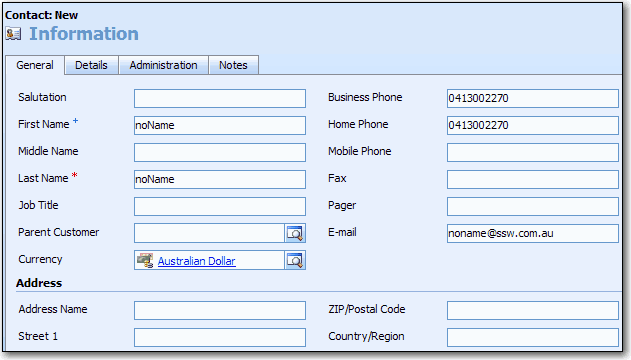 Contact: New
Information
General Details Administration Notes
Salutation Business Phone 0413002270
First Name + noName Home Phone 0413002270
Middle Name Mobile Phone
Last Name * noName Fax
Job Title Pager
Parent Customer E-mail noname@ssw.com.au
Currency Australian Dollar
Address
Address Name ZIP/Postal Code
Street 1 Country/Region